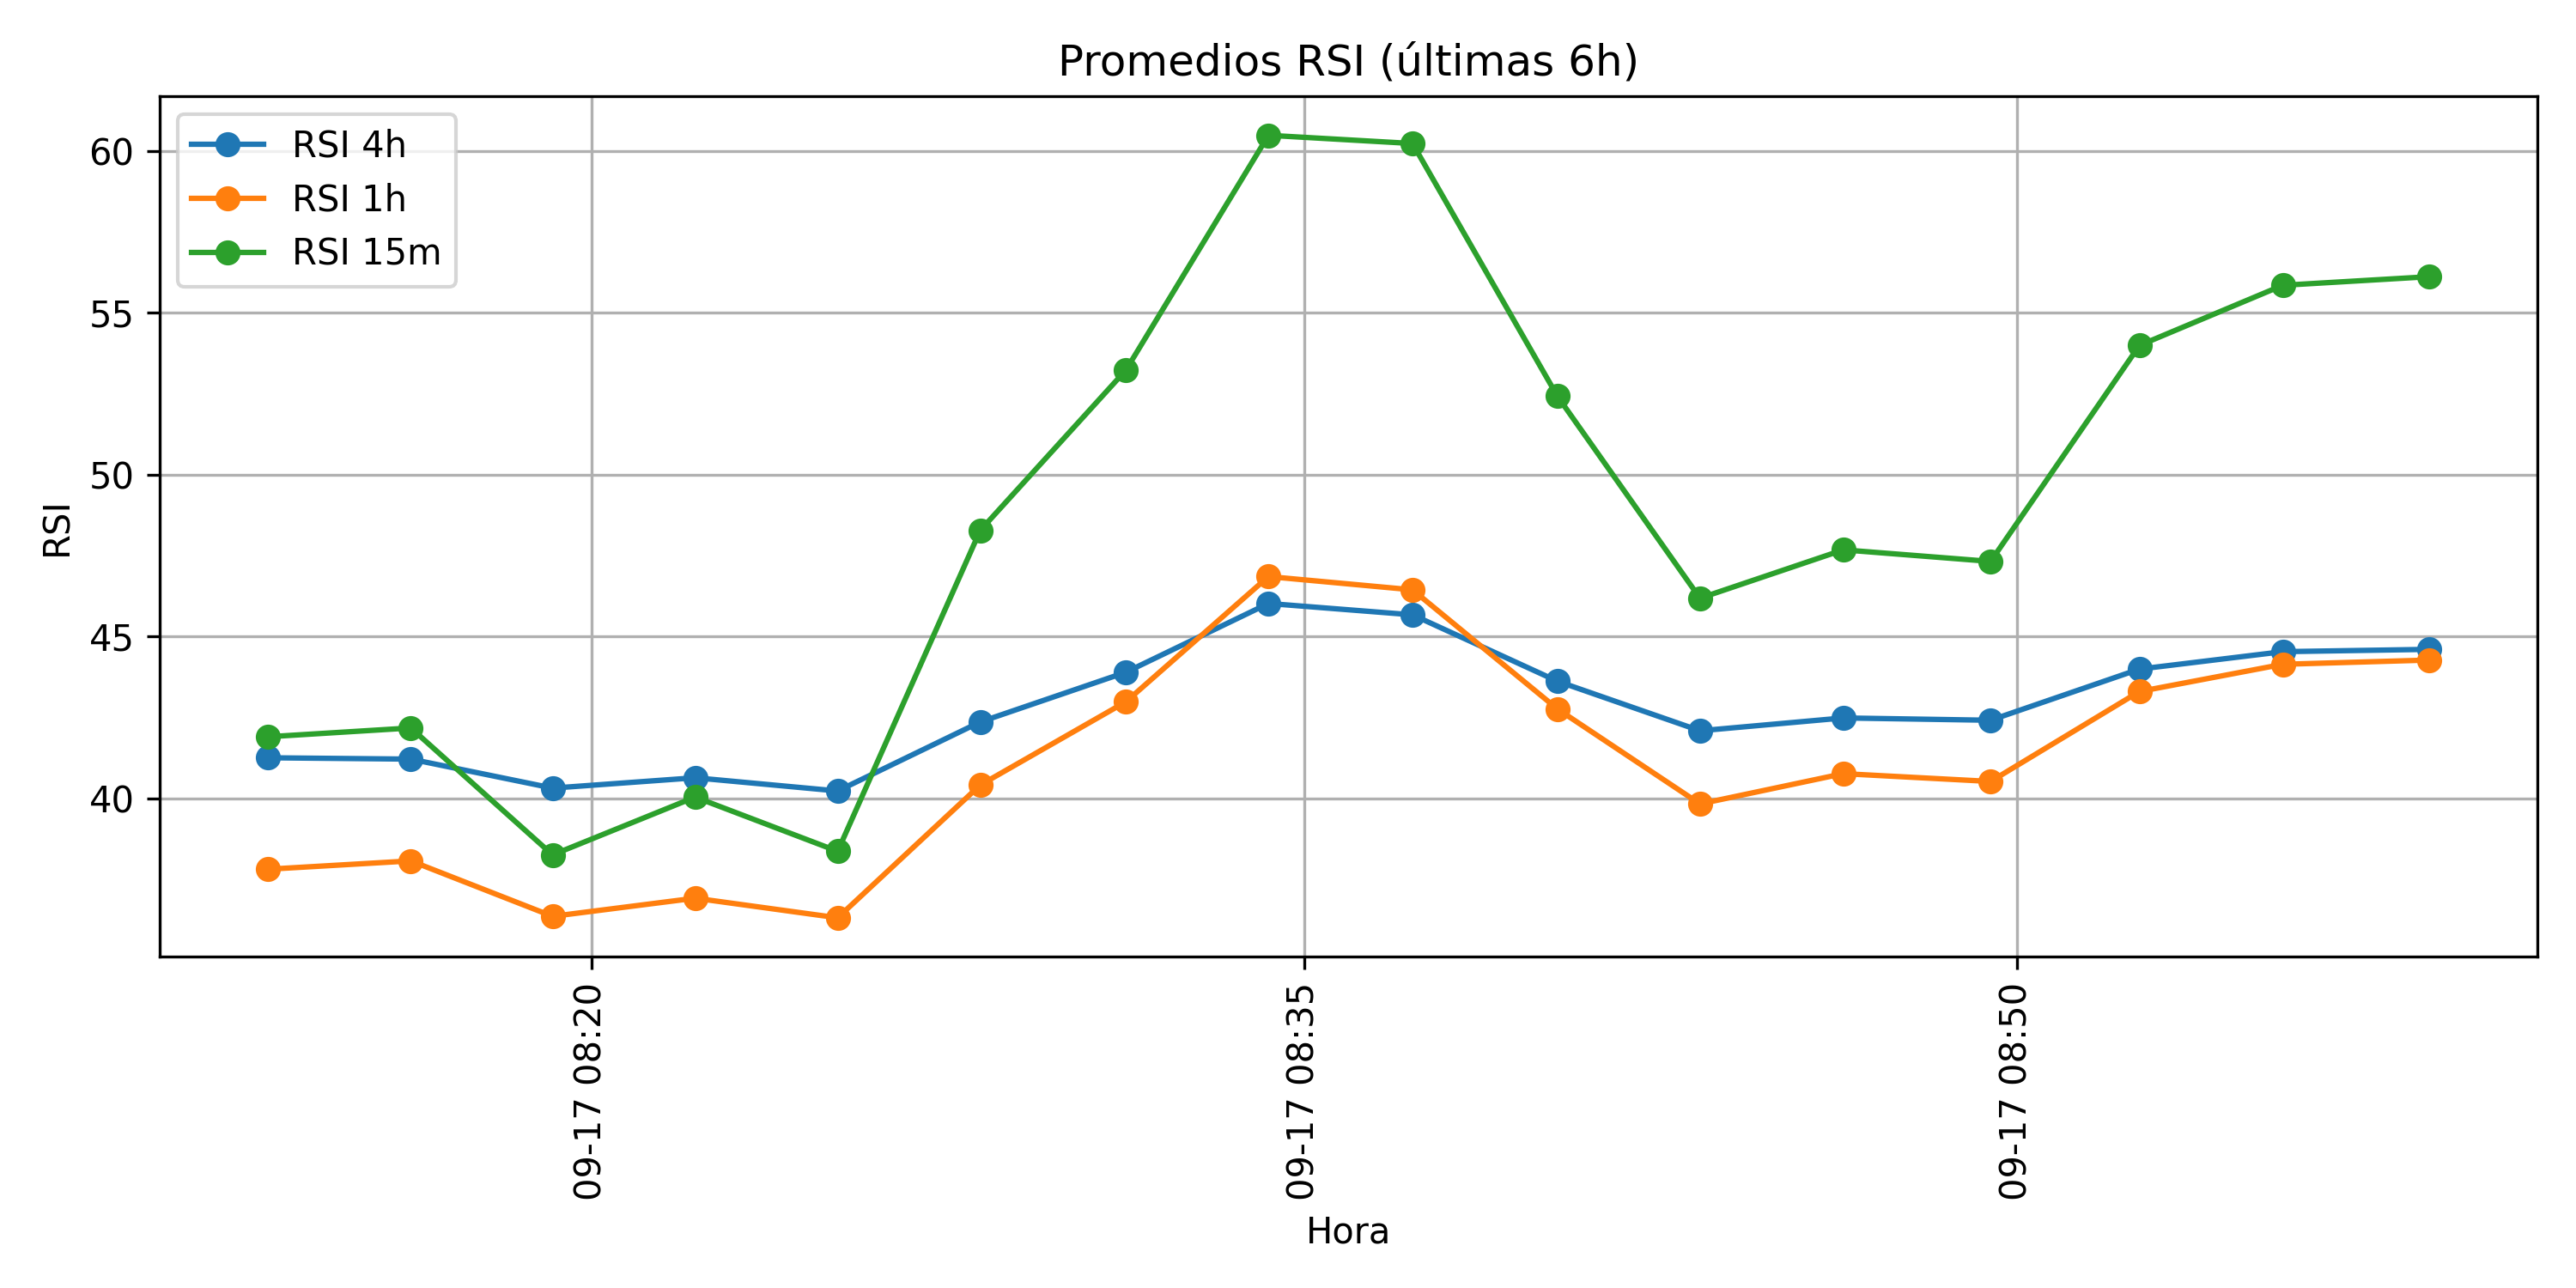 Promedios RSI (últimas 6h)
RSI 4h
RSI 1h
RSI 15m
60
55
50
45
40
RSI
09-17 08:20
09-17 08:35
09-17 08:50
Hora